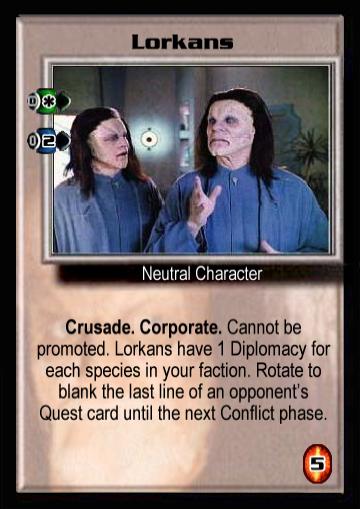 Lorkans
*
2
Neutral Character
Crusade. Corporate. Cannot be
promoted. Lorkans have 1 Diplomacy for
each species in your faction. Rotate to
blank the last line of an opponent's
Quest card until the next Conflict phase.
5